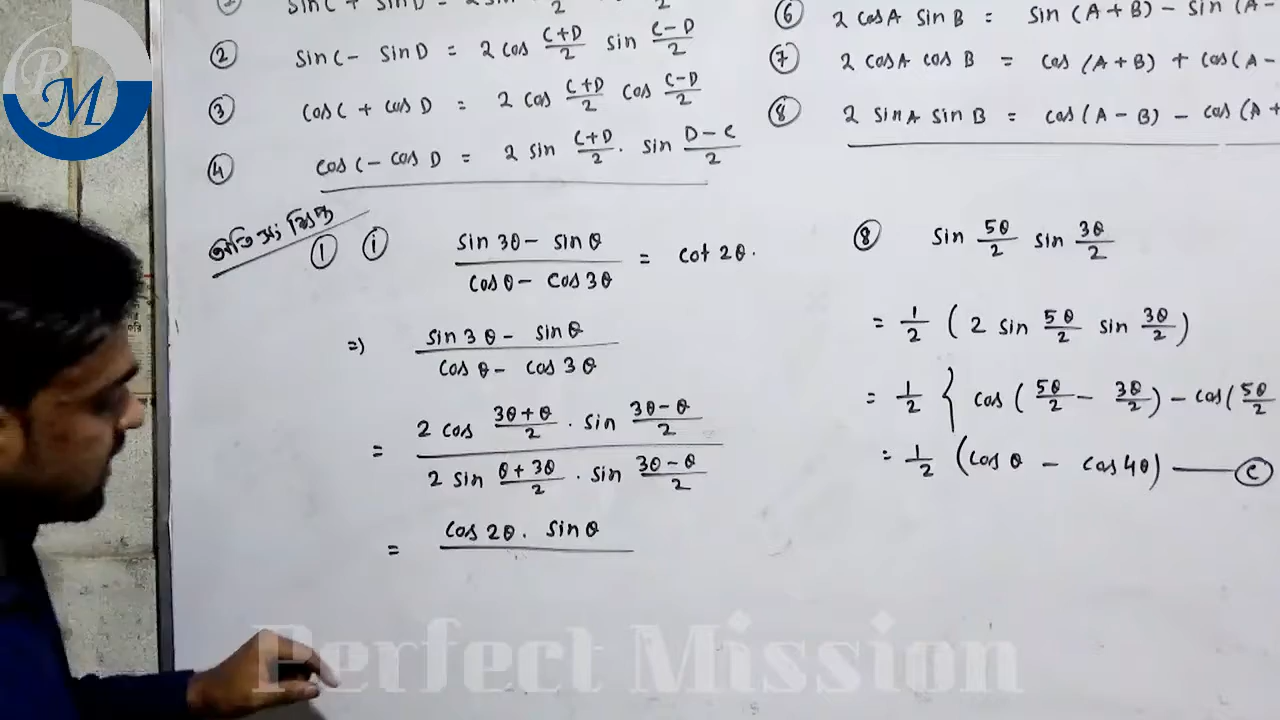 PM
② sin C - sin D = 2 cos (C+D)/2 sin (C-D)/2
③ cos C + cos D = 2 cos (C+D)/2 cos (C-D)/2
④ cos C - cos D = 2 sin (C+D)/2 . sin (D-C)/2
⑥ 2 cos A sin B = sin (A+B) - sin (A-
⑦ 2 cos A cos B = cos (A+B) + cos (A-
⑧ 2 sin A sin B = cos (A-B) - cos (A+
① ⓘ (sin 3θ - sin θ)/(cos θ - cos 3θ) = cot 2θ.
=) (sin 3θ - sin θ)/(cos θ - cos 3θ)
= (2 cos (3θ+θ)/2 . sin (3θ-θ)/2)/(2 sin (θ+3θ)/2 . sin (3θ-θ)/2)
= cos 2θ . sin θ
⑧ sin 5θ/2 sin 3θ/2
= 1/2 (2 sin 5θ/2 sin 3θ/2)
= 1/2 { cos (5θ/2 - 3θ/2) - cos (5θ/2
= 1/2 (cos θ - cos 4θ) — ⓒ
Perfect Mission